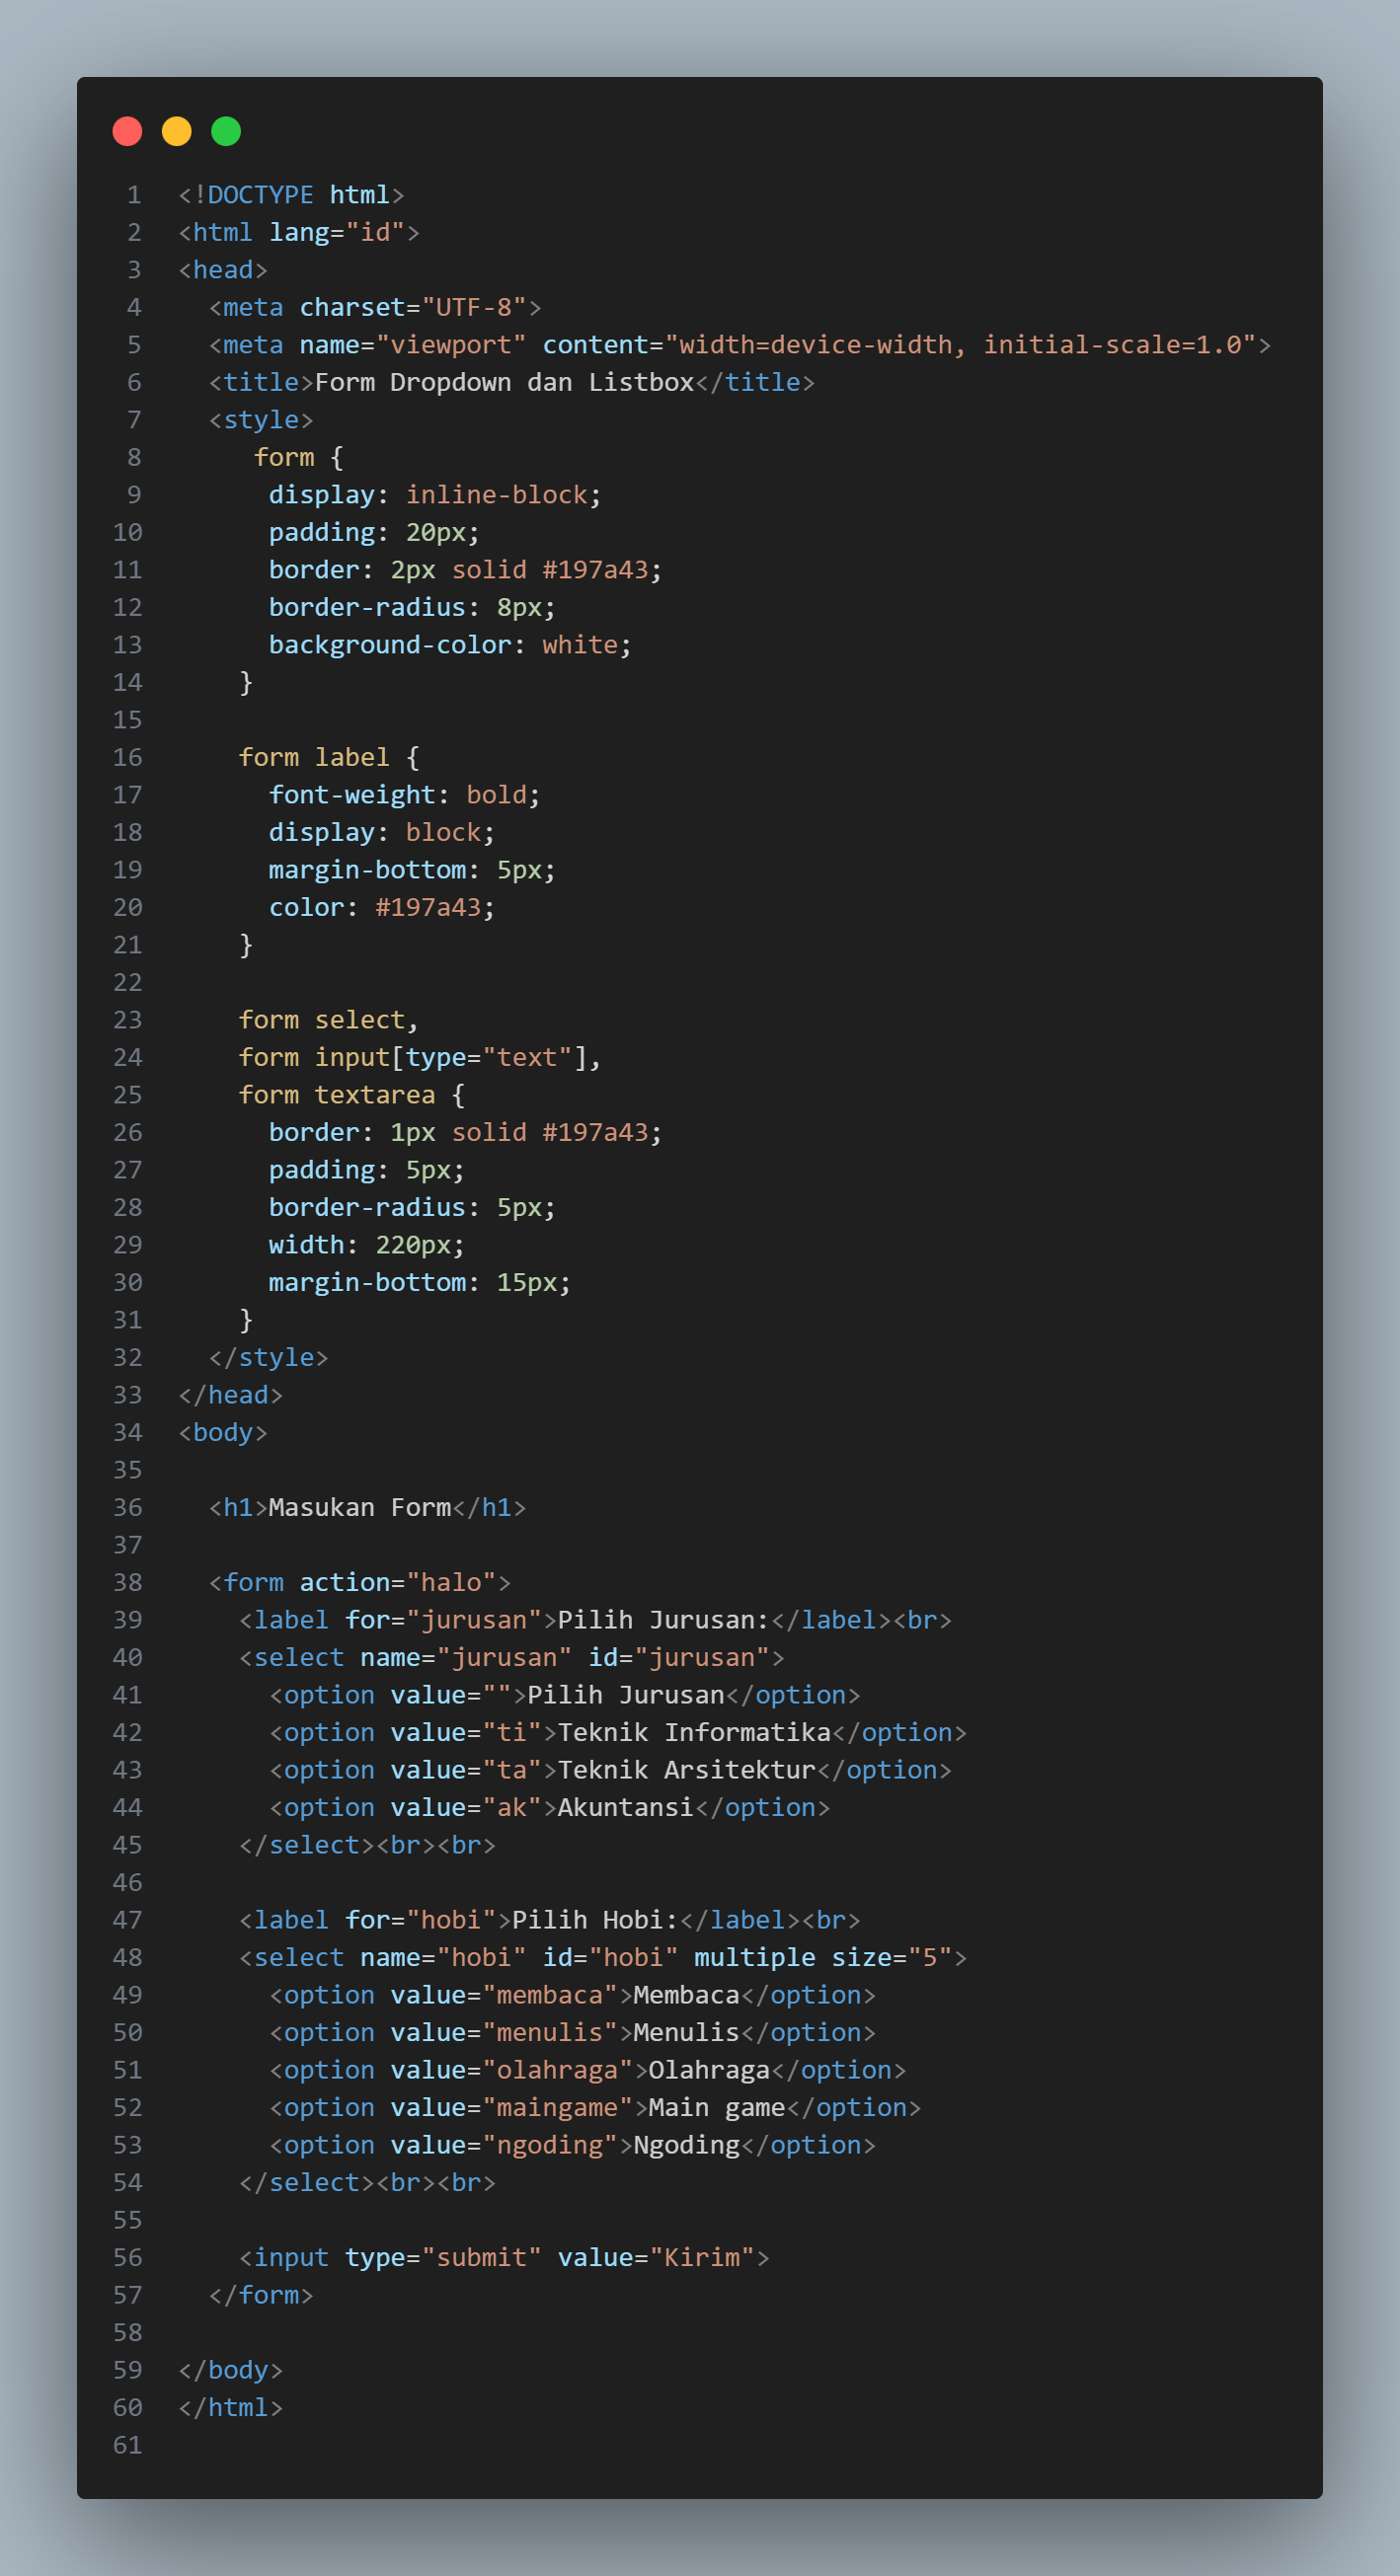 1 <!DOCTYPE html>
2 <html lang="id">
3 <head>
4   <meta charset="UTF-8">
5   <meta name="viewport" content="width=device-width, initial-scale=1.0">
6   <title>Form Dropdown dan Listbox</title>
7   <style>
8      form {
9       display: inline-block;
10       padding: 20px;
11       border: 2px solid #197a43;
12       border-radius: 8px;
13       background-color: white;
14     }
15
16     form label {
17       font-weight: bold;
18       display: block;
19       margin-bottom: 5px;
20       color: #197a43;
21     }
22
23     form select,
24     form input[type="text"],
25     form textarea {
26       border: 1px solid #197a43;
27       padding: 5px;
28       border-radius: 5px;
29       width: 220px;
30       margin-bottom: 15px;
31     }
32   </style>
33 </head>
34 <body>
35
36   <h1>Masukan Form</h1>
37
38   <form action="halo">
39     <label for="jurusan">Pilih Jurusan:</label><br>
40     <select name="jurusan" id="jurusan">
41       <option value="">Pilih Jurusan</option>
42       <option value="ti">Teknik Informatika</option>
43       <option value="ta">Teknik Arsitektur</option>
44       <option value="ak">Akuntansi</option>
45     </select><br><br>
46
47     <label for="hobi">Pilih Hobi:</label><br>
48     <select name="hobi" id="hobi" multiple size="5">
49       <option value="membaca">Membaca</option>
50       <option value="menulis">Menulis</option>
51       <option value="olahraga">Olahraga</option>
52       <option value="maingame">Main game</option>
53       <option value="ngoding">Ngoding</option>
54     </select><br><br>
55
56     <input type="submit" value="Kirim">
57   </form>
58
59 </body>
60 </html>
61